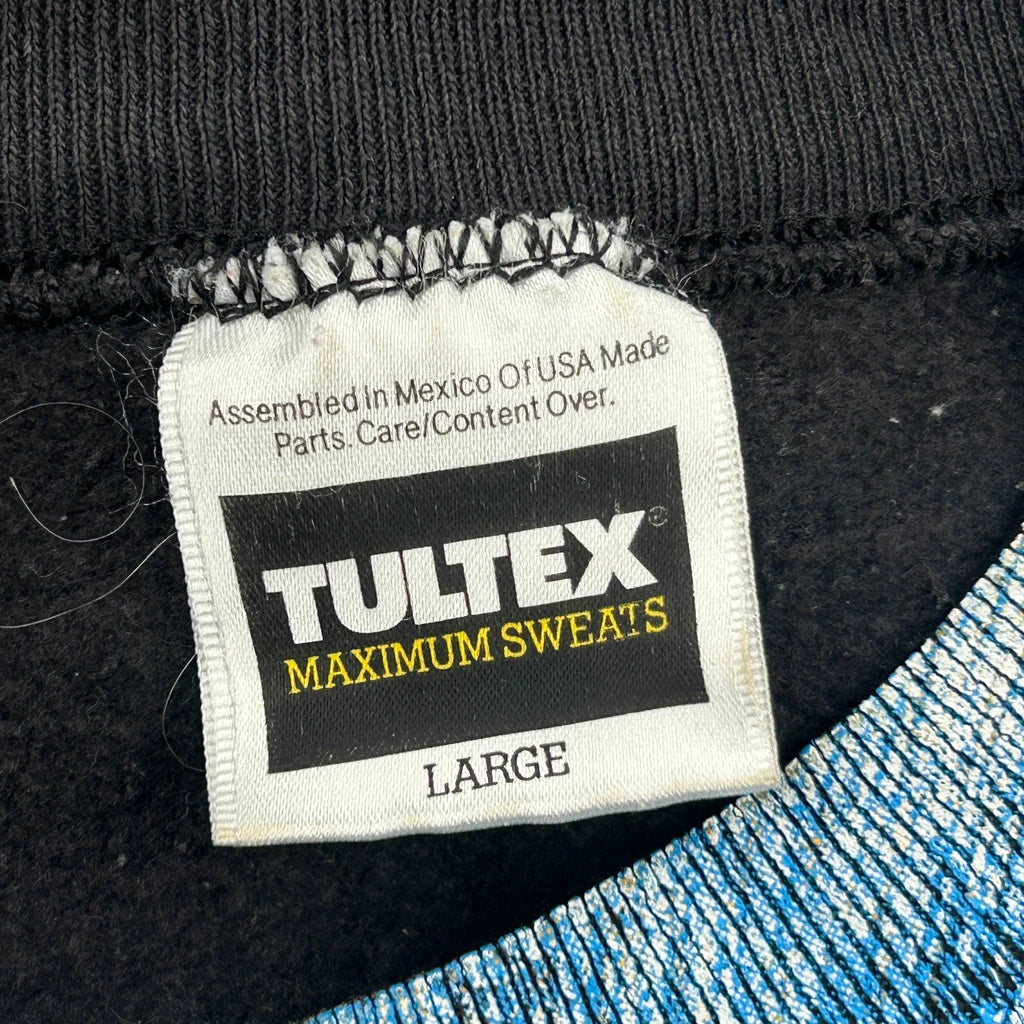 Assembled In Mexico Of USA Made
Parts. Care/Content Over.
TULTEX®
MAXIMUM SWEATS
LARGE